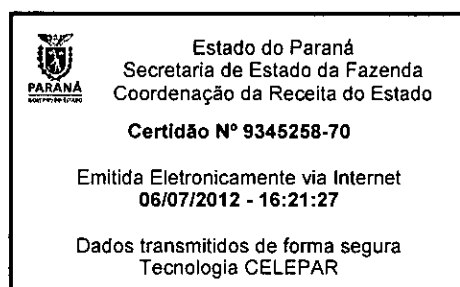 Estado do Paraná
Secretaria de Estado da Fazenda
PARANÁ
Coordenação da Receita do Estado
Certidão Nº 9345258-70
Emitida Eletronicamente via Internet
06/07/2012 - 16:21:27
Dados transmitidos de forma segura
Tecnologia CELEPAR